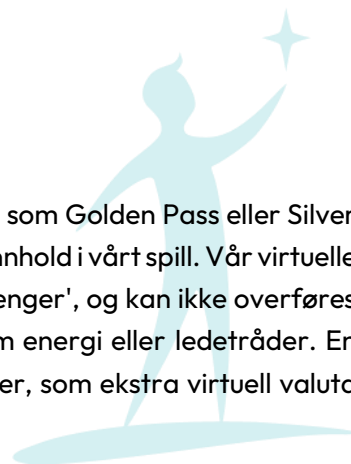 som Golden Pass eller Silver
nhold i vårt spill. Vår virtuelle
enger', og kan ikke overføres
m energi eller ledetråder. En
er, som ekstra virtuell valuta